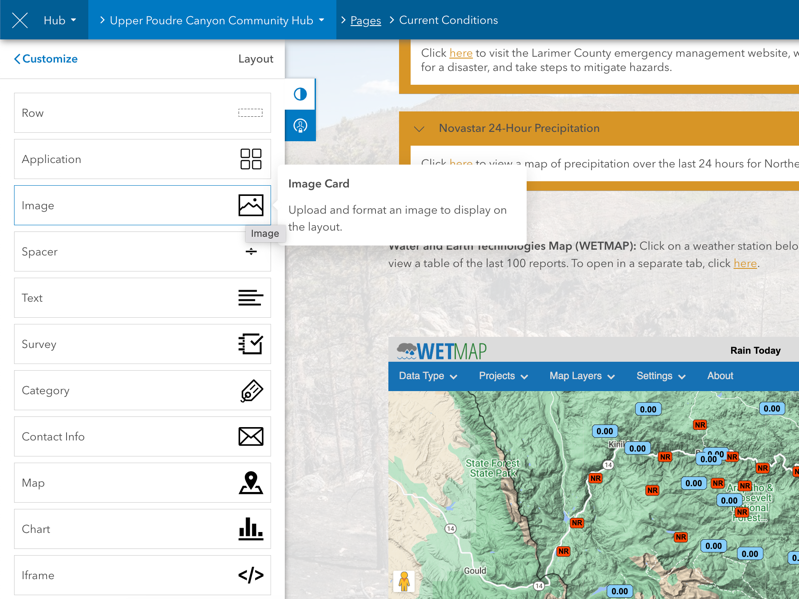 Hub
Upper Poudre Canyon Community Hub
Pages
Current Conditions
Customize
Layout
Row
Application
Image
Spacer
Text
Survey
Category
Contact Info
Map
Chart
Iframe
Image Card
Upload and format an image to display on
the layout.
Image
Click here to visit the Larimer County emergency management website,
for a disaster, and take steps to mitigate hazards.
Novastar 24-Hour Precipitation
Click here to view a map of precipitation over the last 24 hours for
Water and Earth Technologies Map (WETMAP): Click on a weather station
view a table of the last 100 reports. To open in a separate tab, click here.
WETMAP
Rain Today
Data Type
Projects
Map Layers
Settings
About
0.00
0.00
NR
0.00
0.00
NR
0.00
0.00
NR
State Forest
State Park
14
NR
NR
NR
0.00
NR
NR
0.00
NR
National
Forest
NR
14
NR
NR
0.00
0.00
Gould
14
0.00